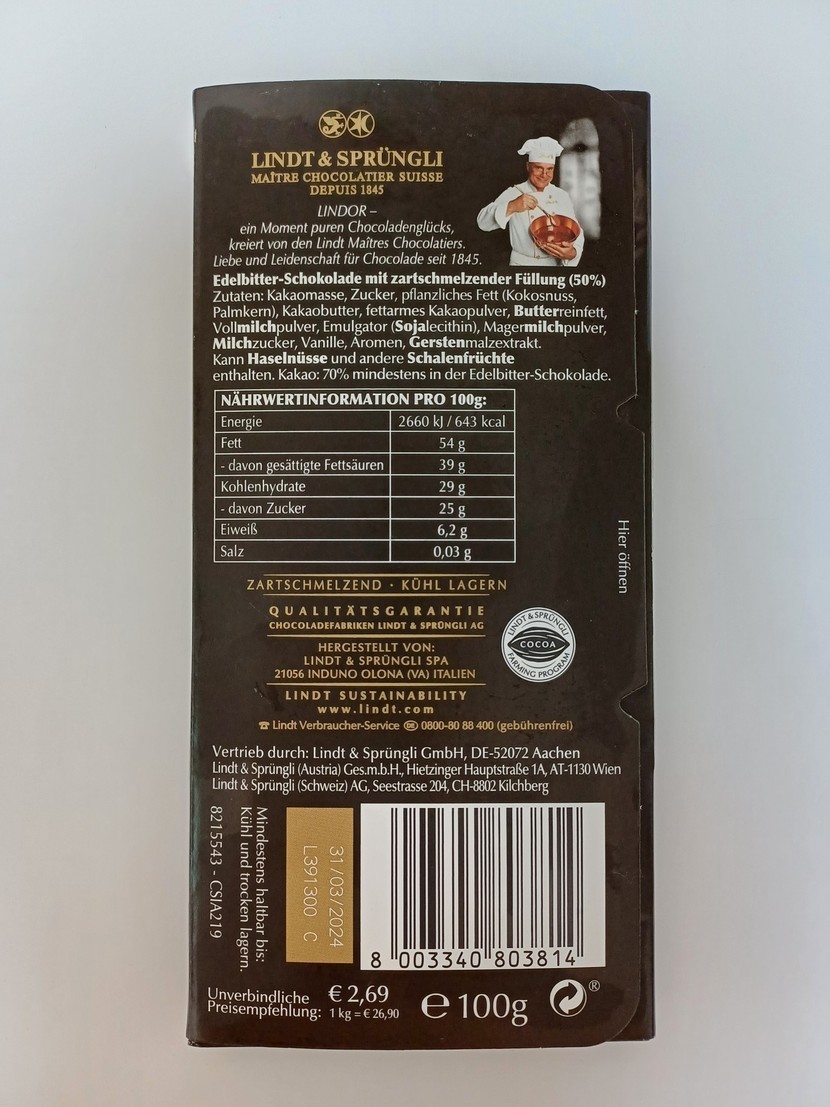 LINDT & SPRÜNGLI
MAÎTRE CHOCOLATIER SUISSE
DEPUIS 1845
LINDOR –
ein Moment puren Chocoladenglücks,
kreiert von den Lindt Maîtres Chocolatiers.
Liebe und Leidenschaft für Chocolade seit 1845.
Edelbitter-Schokolade mit zartschmelzender Füllung (50%)
Zutaten: Kakaomasse, Zucker, pflanzliches Fett (Kokosnuss,
Palmkern), Kakaobutter, fettarmes Kakaopulver, Butterreinfett,
Vollmilchpulver, Emulgator (Sojalecithin), Magermilchpulver,
Milchzucker, Vanille, Aromen, Gerstenmalzextrakt.
Kann Haselnüsse und andere Schalenfrüchte
enthalten. Kakao: 70% mindestens in der Edelbitter-Schokolade.
NÄHRWERTINFORMATION PRO 100g:
Energie 2660 kJ / 643 kcal
Fett 54 g
- davon gesättigte Fettsäuren 39 g
Kohlenhydrate 29 g
- davon Zucker 25 g
Eiweiß 6,2 g
Salz 0,03 g
Hier öffnen
ZARTSCHMELZEND · KÜHL LAGERN
QUALITÄTSGARANTIE
CHOCOLADEFABRIKEN LINDT & SPRÜNGLI AG
HERGESTELLT VON:
LINDT & SPRÜNGLI SPA
21056 INDUNO OLONA (VA) ITALIEN
LINDT & SPRÜNGLI
COCOA
FARMING PROGRAM
LINDT SUSTAINABILITY
www.lindt.com
☎ Lindt Verbraucher-Service DE 0800-80 88 400 (gebührenfrei)
Vertrieb durch: Lindt & Sprüngli GmbH, DE-52072 Aachen
Lindt & Sprüngli (Austria) Ges.m.b.H., Hietzinger Hauptstraße 1A, AT-1130 Wien
Lindt & Sprüngli (Schweiz) AG, Seestrasse 204, CH-8802 Kilchberg
Mindestens haltbar bis:
Kühl und trocken lagern.
8215543 - CSIA219
31/03/2024
L391300 C
8 003340 803814
Unverbindliche
Preisempfehlung:
€ 2,69
1 kg = € 26,90
℮ 100g
®